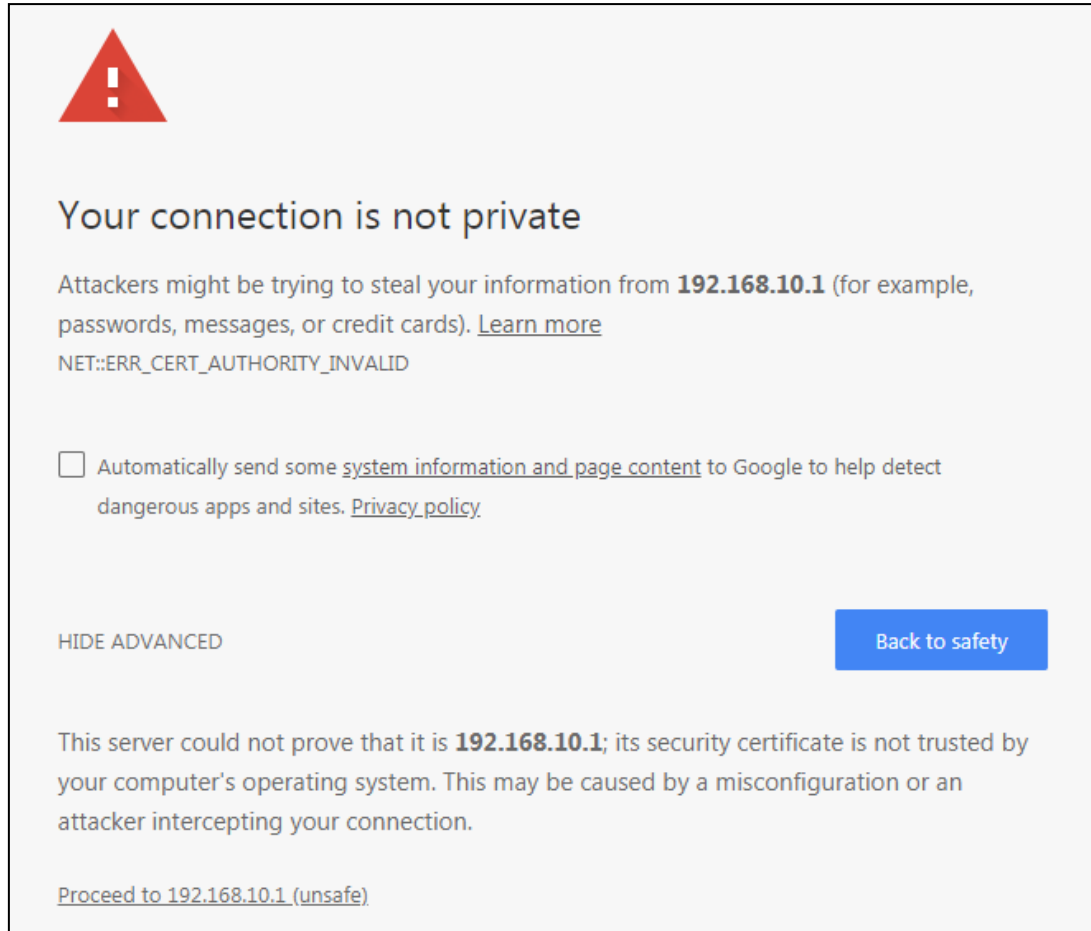 Your connection is not private
Attackers might be trying to steal your information from 192.168.10.1 (for example,
passwords, messages, or credit cards). Learn more
NET::ERR_CERT_AUTHORITY_INVALID
Automatically send some system information and page content to Google to help detect
dangerous apps and sites. Privacy policy
HIDE ADVANCED
Back to safety
This server could not prove that it is 192.168.10.1; its security certificate is not trusted by
your computer's operating system. This may be caused by a misconfiguration or an
attacker intercepting your connection.
Proceed to 192.168.10.1 (unsafe)